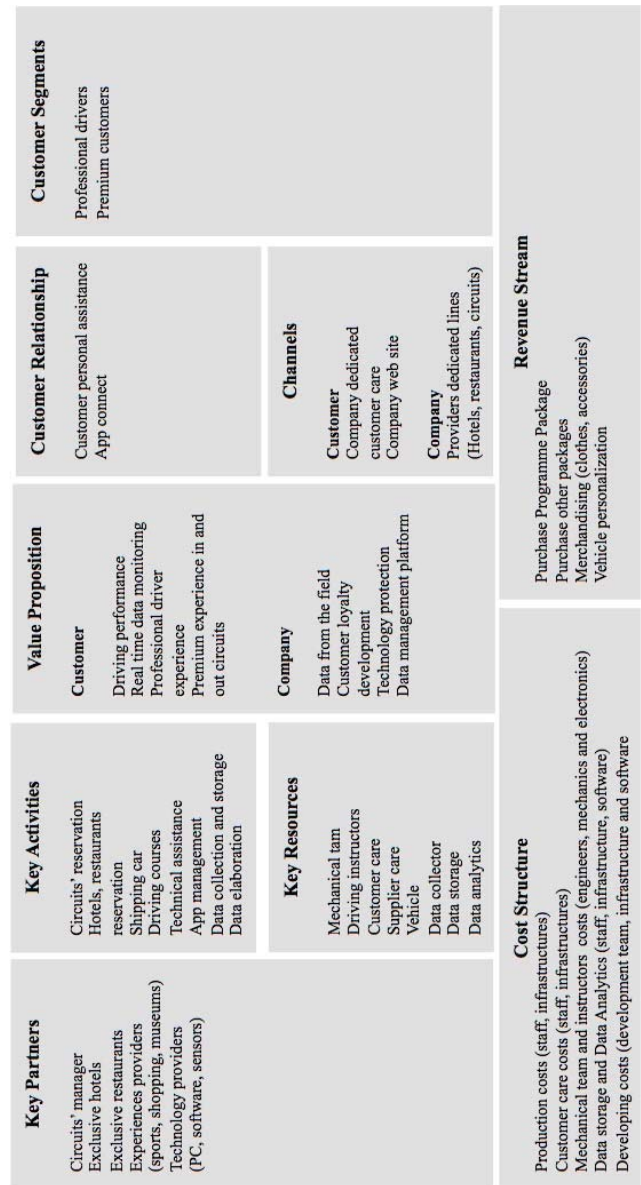 Key Partners
Circuits' manager
Exclusive hotels
Exclusive restaurants
Experiences providers
(sports, shopping, museums)
Technology providers
(PC, software, sensors)
Key Activities
Circuits' reservation
Hotels, restaurants
reservation
Shipping car
Driving courses
Technical assistance
App management
Data collection and storage
Data elaboration
Key Resources
Mechanical tam
Driving instructors
Customer care
Supplier care
Vehicle
Data collector
Data storage
Data analytics
Value Proposition
Customer
Driving performance
Real time data monitoring
Professional driver
experience
Premium experience in and
out circuits
Company
Data from the field
Customer loyalty
development
Technology protection
Data management platform
Customer Relationship
Customer personal assistance
App connect
Channels
Customer
Company dedicated
customer care
Company web site
Company
Providers dedicated lines
(Hotels, restaurants, circuits)
Customer Segments
Professional drivers
Premium customers
Cost Structure
Production costs (staff, infrastructures)
Customer care costs (staff, infrastructures)
Mechanical team and instructors costs (engineers, mechanics and electronics)
Data storage and Data Analytics (staff, infrastructure, software)
Developing costs (development team, infrastructure and software
Revenue Stream
Purchase Programme Package
Purchase other packages
Merchandising (clothes, accessories)
Vehicle personalization